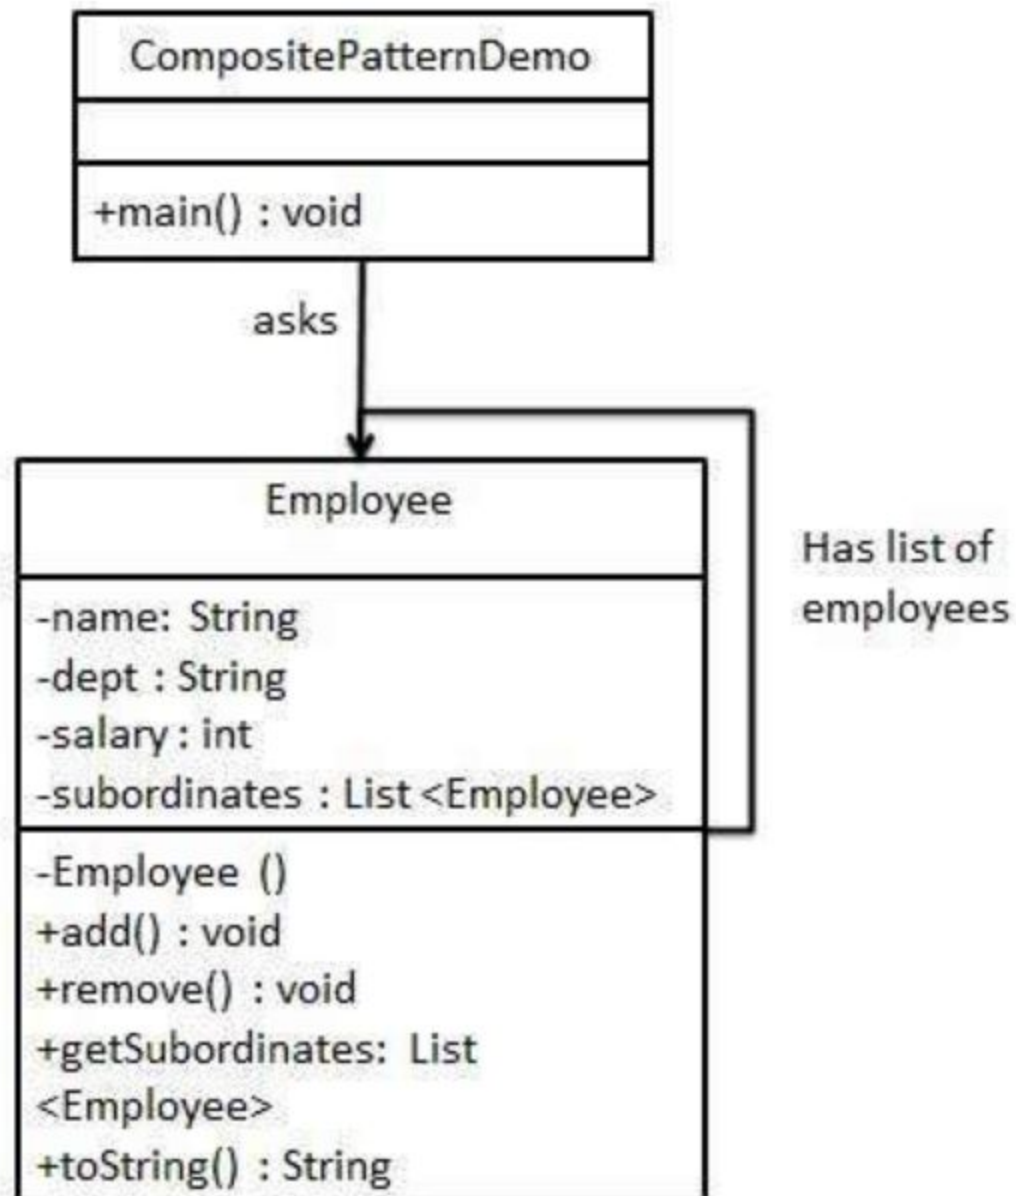 CompositePatternDemo
+main() : void
asks
Employee
Has list of
employees
-name: String
-dept : String
-salary : int
-subordinates : List <Employee>
-Employee ()
+add() : void
+remove() : void
+getSubordinates: List
<Employee>
+toString() : String